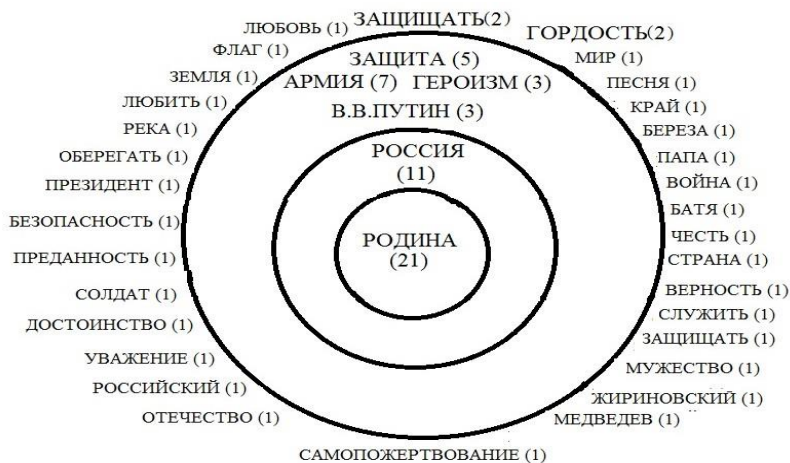 ЛЮБОВЬ (1)
ЗАЩИЩАТЬ(2)
ГОРДОСТЬ(2)
ФЛАГ (1)
ЗАЩИТА (5)
МИР (1)
ЗЕМЛЯ (1)
АРМИЯ (7)
ГЕРОИЗМ (3)
ПЕСНЯ (1)
ЛЮБИТЬ (1)
В.В.ПУТИН (3)
КРАЙ (1)
РЕКА (1)
БЕРЕЗА (1)
ОБЕРЕГАТЬ (1)
РОССИЯ
(11)
ПАПА (1)
ПРЕЗИДЕНТ (1)
ВОЙНА (1)
БЕЗОПАСНОСТЬ (1)
БАТЯ (1)
РОДИНА
(21)
ЧЕСТЬ (1)
ПРЕДАННОСТЬ (1)
СТРАНА (1)
СОЛДАТ (1)
ВЕРНОСТЬ (1)
ДОСТОИНСТВО (1)
СЛУЖИТЬ (1)
ЗАЩИЩАТЬ (1)
УВАЖЕНИЕ (1)
МУЖЕСТВО (1)
РОССИЙСКИЙ (1)
ЖИРИНОВСКИЙ (1)
ОТЕЧЕСТВО (1)
МЕДВЕДЕВ (1)
САМОПОЖЕРТВОВАНИЕ (1)